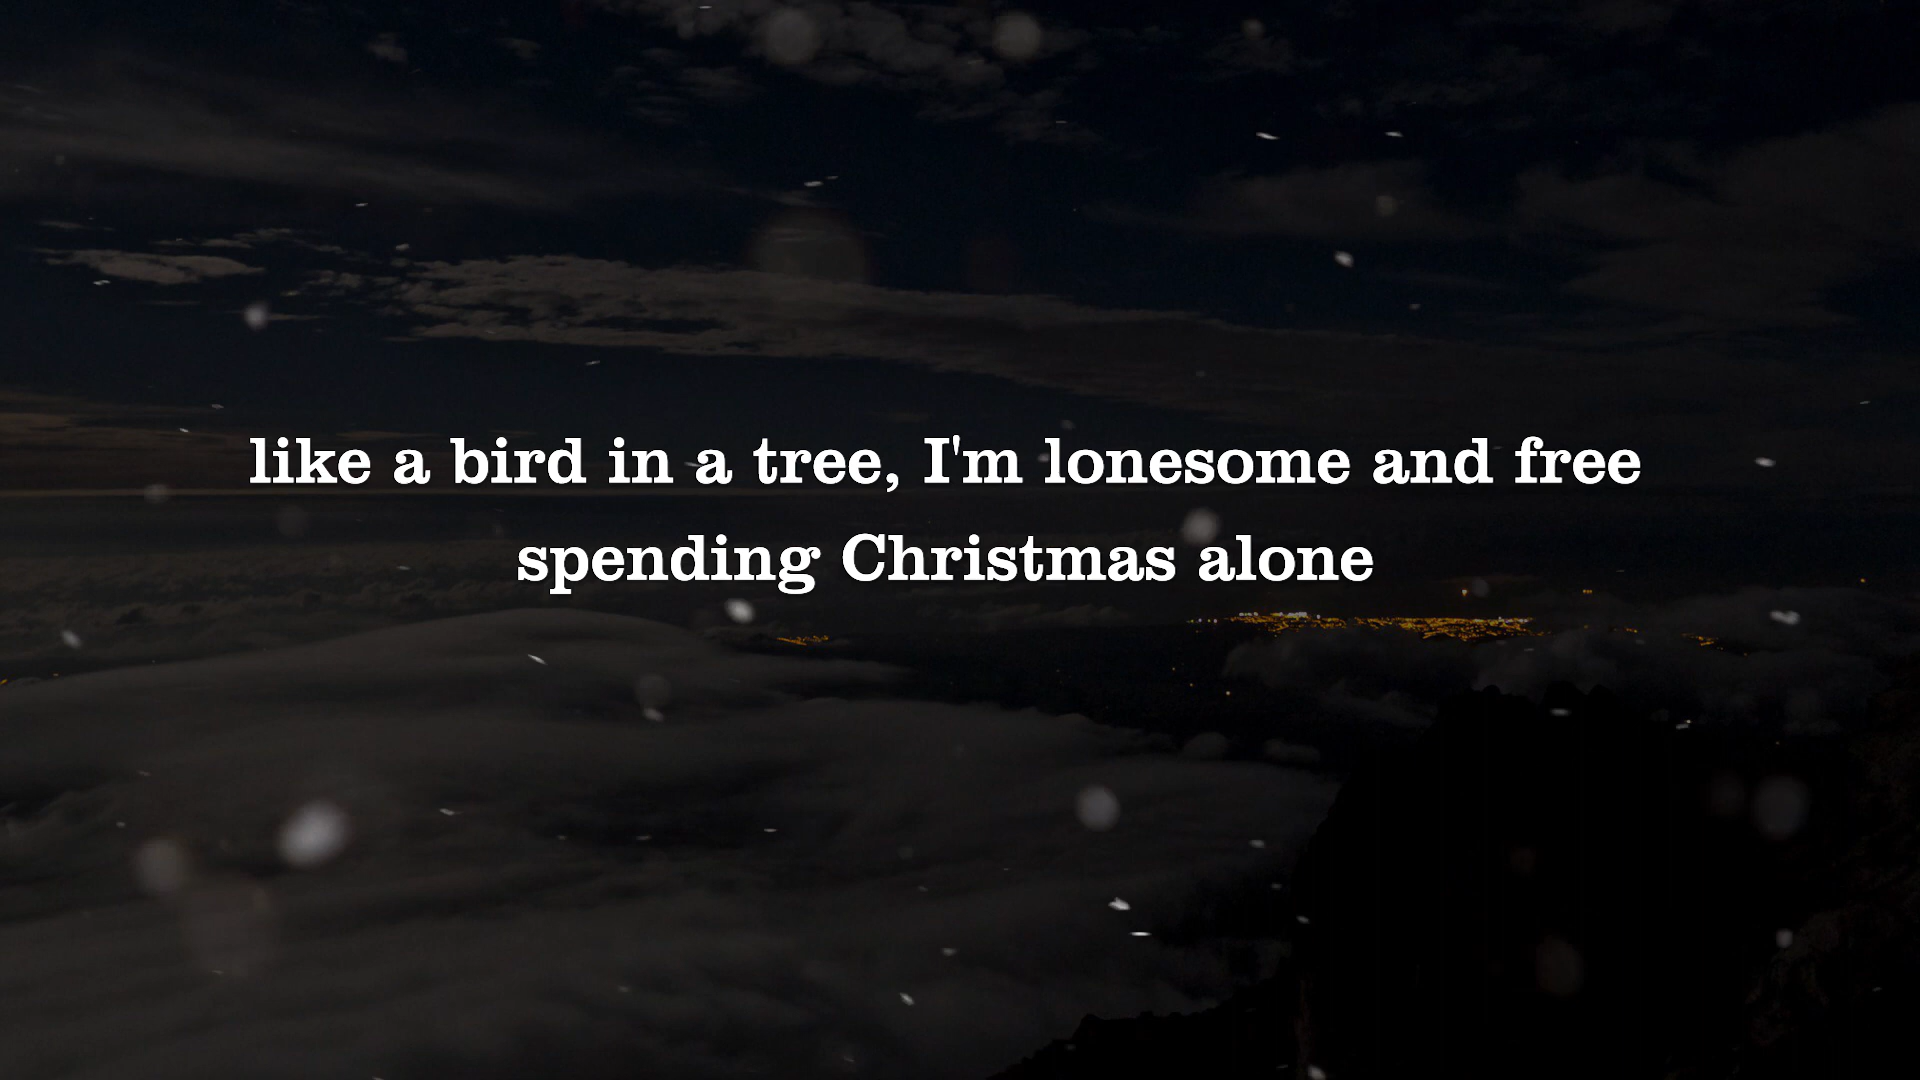 like a bird in a tree, I'm lonesome and free
spending Christmas alone